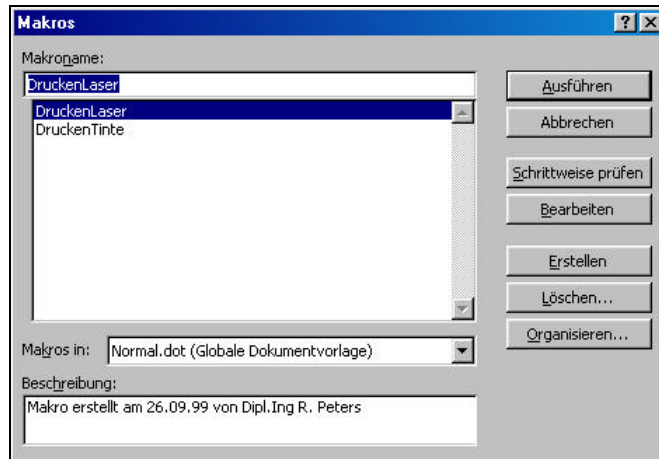 Makros
Makroname:
DruckenLaser
DruckenLaser
DruckenTinte
Ausführen
Abbrechen
Schrittweise prüfen
Bearbeiten
Erstellen
Löschen...
Organisieren...
Makros in: Normal.dot (Globale Dokumentvorlage)
Beschreibung:
Makro erstellt am 26.09.99 von Dipl.Ing R. Peters